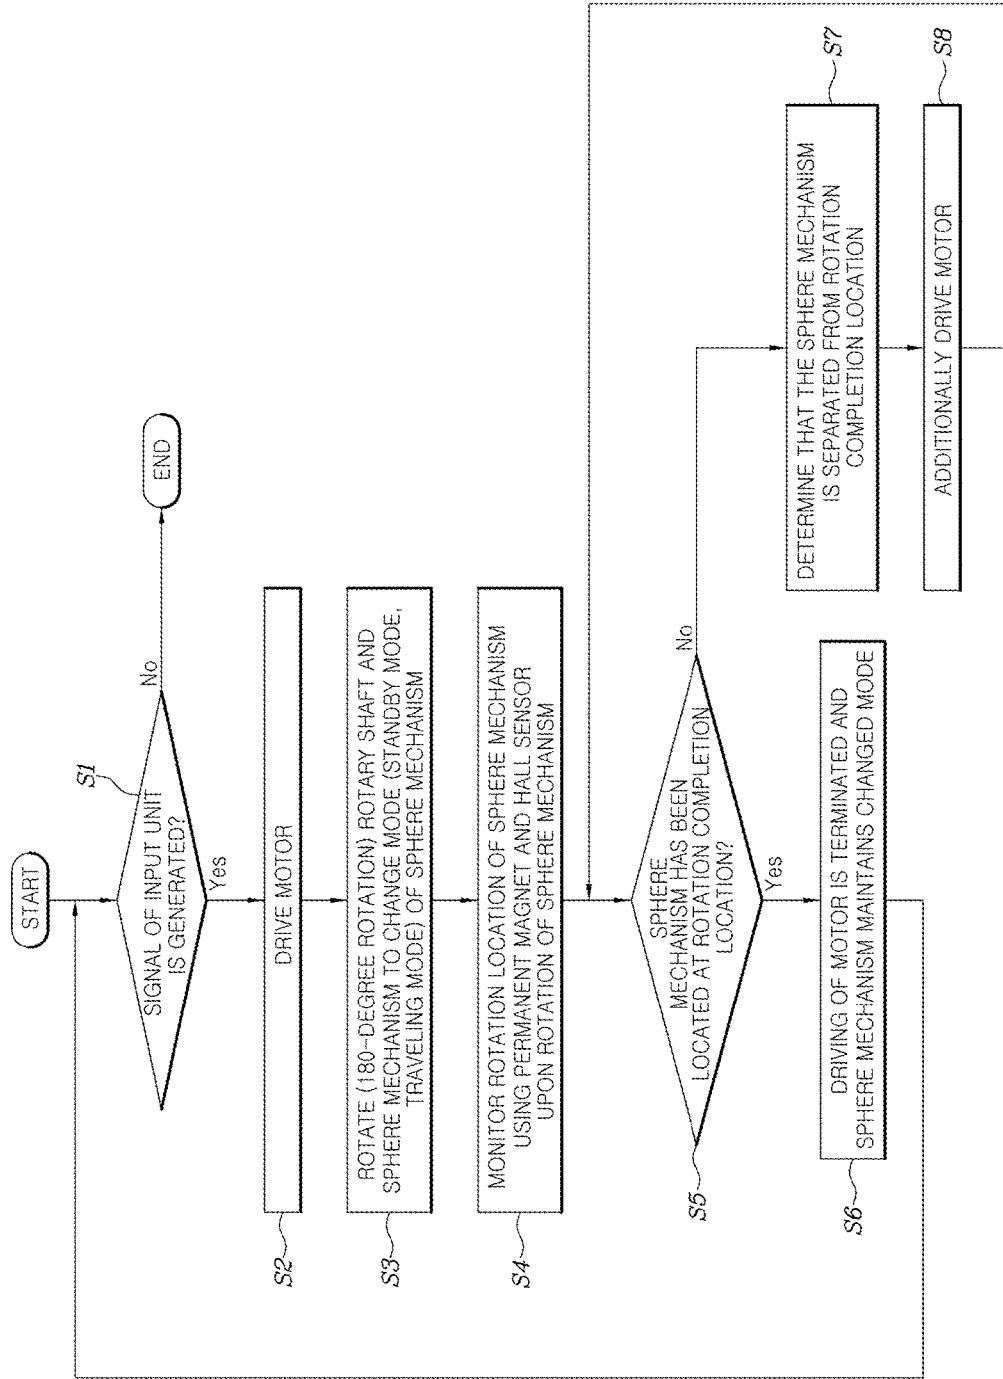 START
S1
SIGNAL OF INPUT UNIT
IS GENERATED?
No
END
Yes
S2
DRIVE MOTOR
S3
ROTATE (180-DEGREE ROTATION) ROTARY SHAFT AND
SPHERE MECHANISM TO CHANGE MODE (STANDBY MODE,
TRAVELING MODE) OF SPHERE MECHANISM
S4
MONITOR ROTATION LOCATION OF SPHERE MECHANISM
USING PERMANENT MAGNET AND HALL SENSOR
UPON ROTATION OF SPHERE MECHANISM
S5
SPHERE
MECHANISM HAS BEEN
LOCATED AT ROTATION COMPLETION
LOCATION?
No
Yes
S6
DRIVING OF MOTOR IS TERMINATED AND
SPHERE MECHANISM MAINTAINS CHANGED MODE
S7
DETERMINE THAT THE SPHERE MECHANISM
IS SEPARATED FROM ROTATION
COMPLETION LOCATION
S8
ADDITIONALLY DRIVE MOTOR